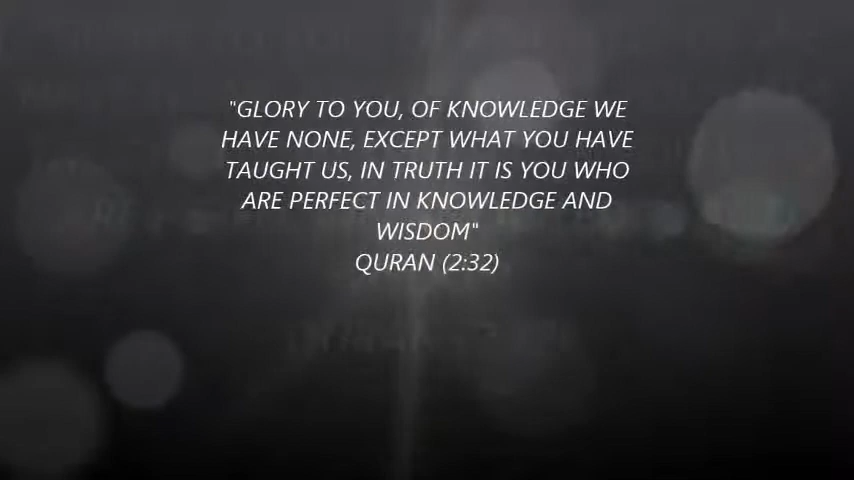 "GLORY TO YOU, OF KNOWLEDGE WE
HAVE NONE, EXCEPT WHAT YOU HAVE
TAUGHT US, IN TRUTH IT IS YOU WHO
ARE PERFECT IN KNOWLEDGE AND
WISDOM"
QURAN (2:32)